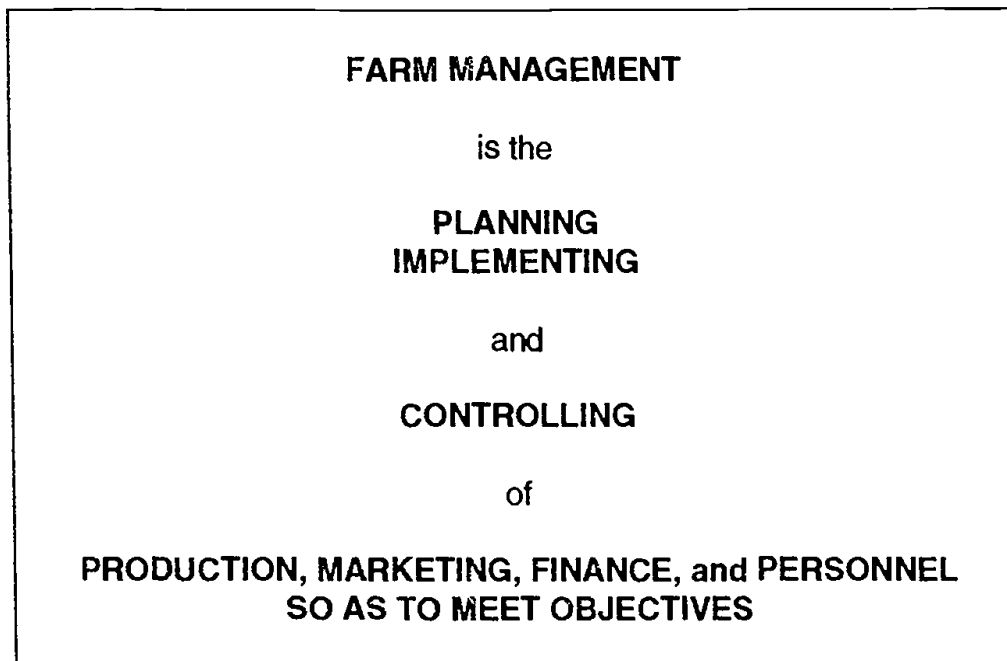 FARM MANAGEMENT
is the
PLANNING
IMPLEMENTING
and
CONTROLLING
of
PRODUCTION, MARKETING, FINANCE, and PERSONNEL
SO AS TO MEET OBJECTIVES